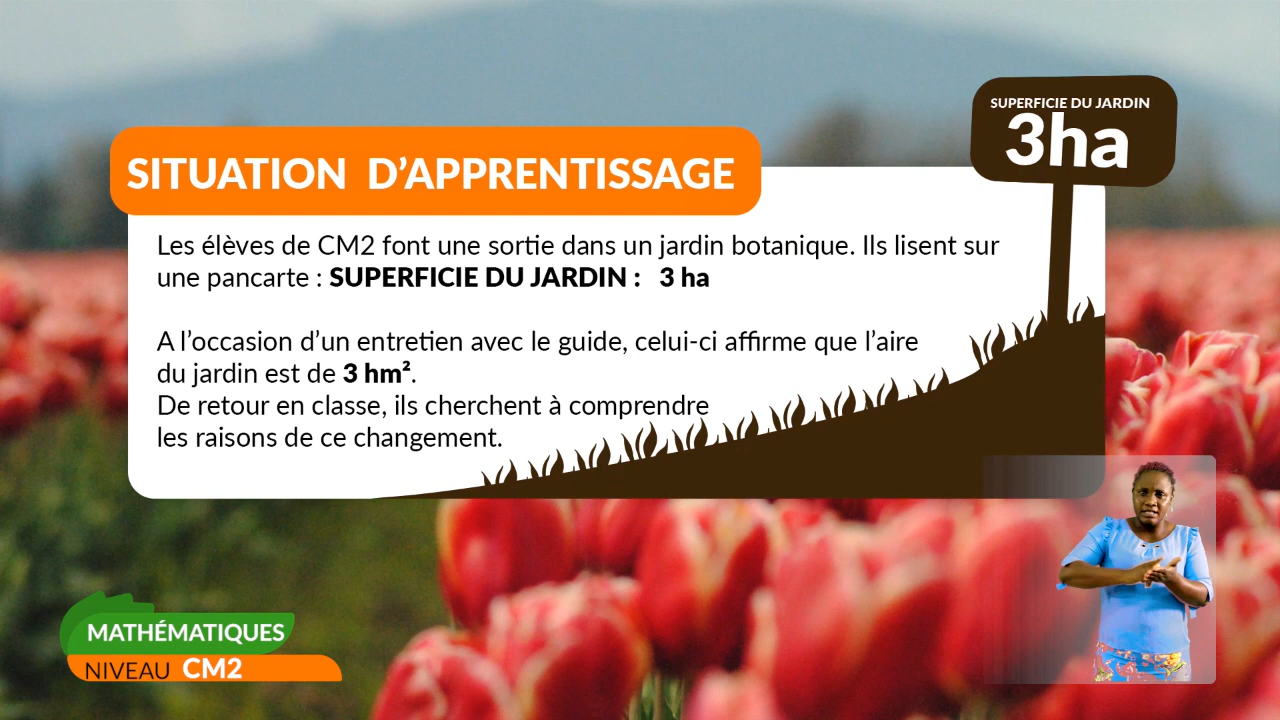 SUPERFICIE DU JARDIN
3ha
SITUATION D’APPRENTISSAGE
Les élèves de CM2 font une sortie dans un jardin botanique. Ils lisent sur
une pancarte : SUPERFICIE DU JARDIN : 3 ha
A l’occasion d’un entretien avec le guide, celui-ci affirme que l’aire
du jardin est de 3 hm².
De retour en classe, ils cherchent à comprendre
les raisons de ce changement.
MATHÉMATIQUES
NIVEAU CM2